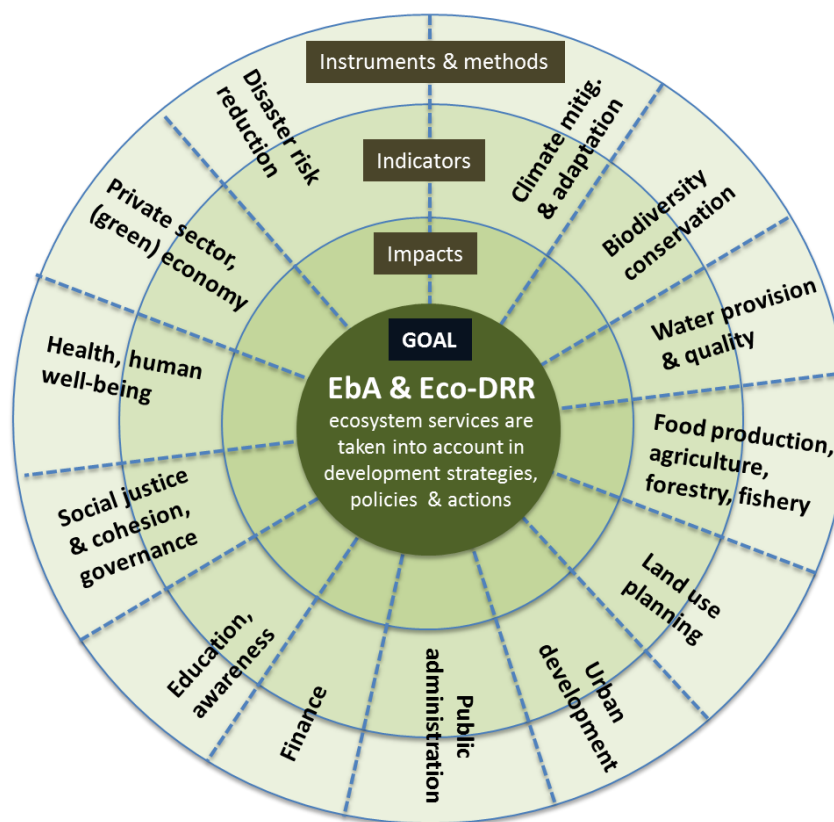 Instruments & methods
Indicators
Impacts
GOAL
EbA & Eco-DRR
ecosystem services are
taken into account in
development strategies,
policies & actions
Climate mitig.
& adaptation
Biodiversity
conservation
Water provision
& quality
Food production,
agriculture,
forestry, fishery
Land use
planning
Urban
development
Public
administration
Finance
Education,
awareness
Social justice
& cohesion,
governance
Health, human
well-being
Private sector,
(green) economy
Disaster risk
reduction